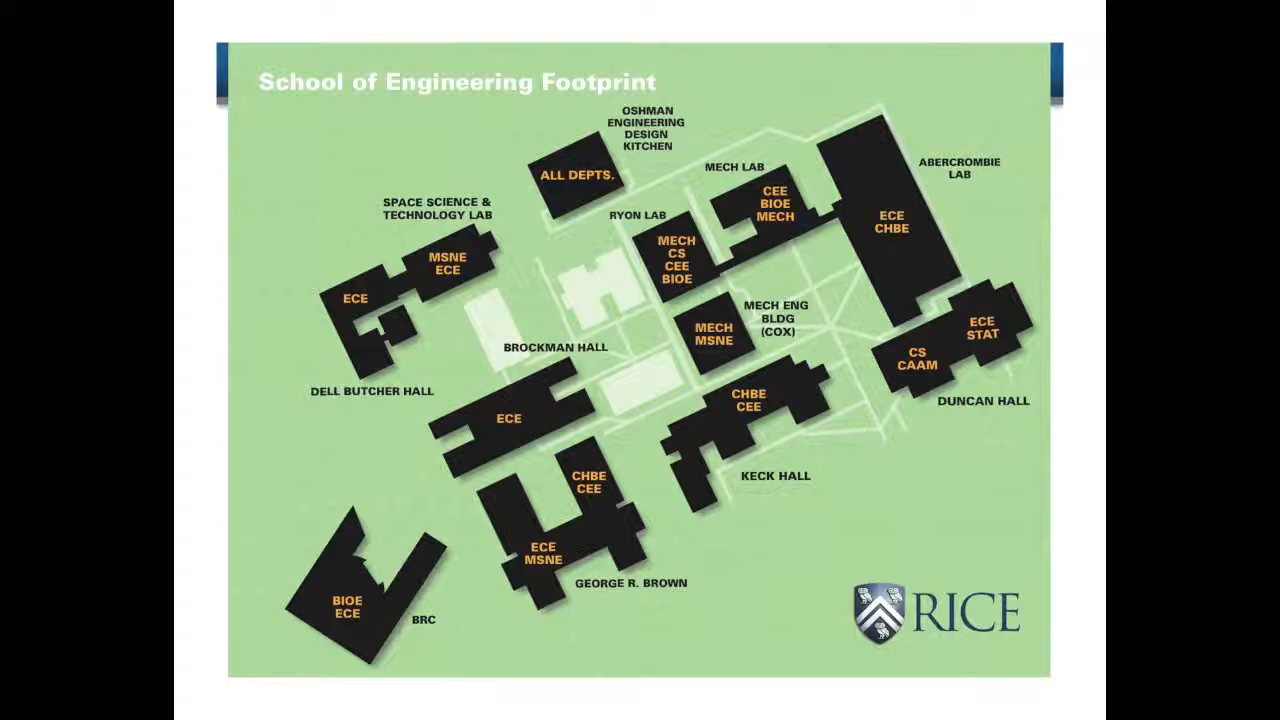 School of Engineering Footprint
OSHMAN
ENGINEERING
DESIGN
KITCHEN
ALL DEPTS.
MECH LAB
CEE
BIOE
MECH
ABERCROMBIE
LAB
ECE
CHBE
SPACE SCIENCE &
TECHNOLOGY LAB
MSNE
ECE
RYON LAB
MECH
CS
CEE
BIOE
ECE
DELL BUTCHER HALL
MECH ENG
BLDG
(COX)
MECH
MSNE
ECE
STAT
CS
CAAM
DUNCAN HALL
BROCKMAN HALL
ECE
CHBE
CEE
KECK HALL
CHBE
CEE
ECE
MSNE
GEORGE R. BROWN
BIOE
ECE
BRC
RICE